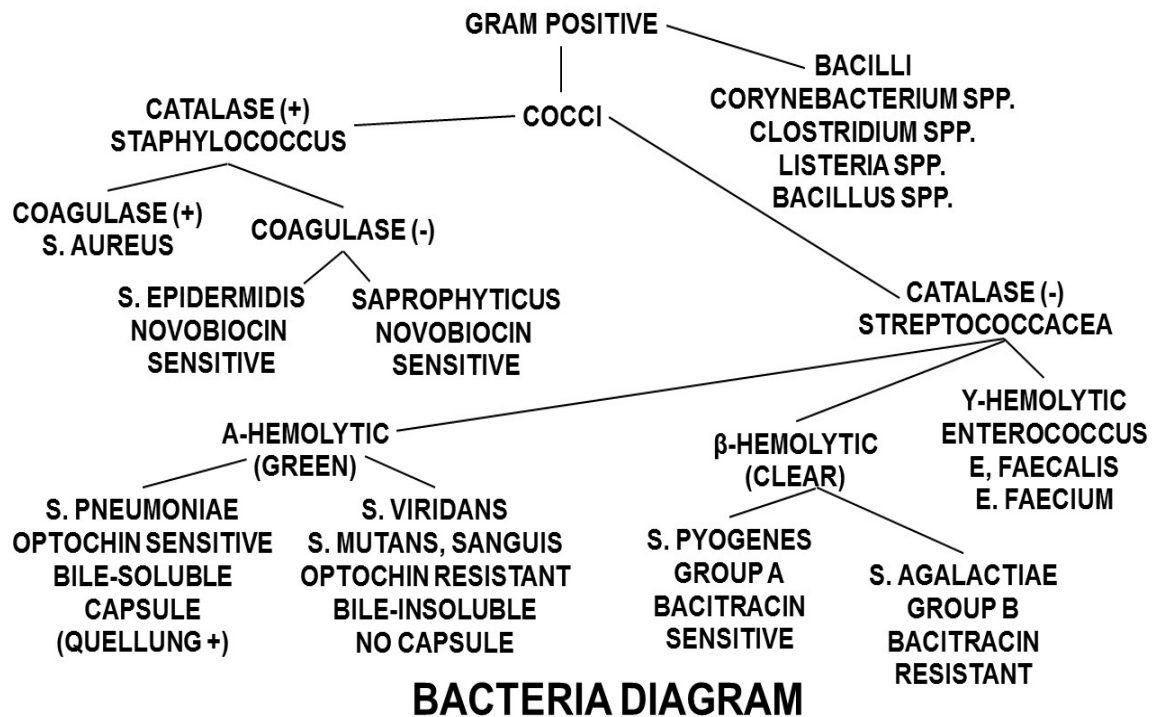 GRAM POSITIVE
BACILLI
CORYNEBACTERIUM SPP.
CLOSTRIDIUM SPP.
LISTERIA SPP.
BACILLUS SPP.
COCCI
CATALASE (+)
STAPHYLOCOCCUS
COAGULASE (+)
S. AUREUS
COAGULASE (-)
S. EPIDERMIDIS
NOVOBIOCIN
SENSITIVE
SAPROPHYTICUS
NOVOBIOCIN
SENSITIVE
CATALASE (-)
STREPTOCOCCACEA
A-HEMOLYTIC
(GREEN)
S. PNEUMONIAE
OPTOCHIN SENSITIVE
BILE-SOLUBLE
CAPSULE
(QUELLUNG +)
S. VIRIDANS
S. MUTANS, SANGUIS
OPTOCHIN RESISTANT
BILE-INSOLUBLE
NO CAPSULE
β-HEMOLYTIC
(CLEAR)
S. PYOGENES
GROUP A
BACITRACIN
SENSITIVE
S. AGALACTIAE
GROUP B
BACITRACIN
RESISTANT
Y-HEMOLYTIC
ENTEROCOCCUS
E, FAECALIS
E. FAECIUM
BACTERIA DIAGRAM